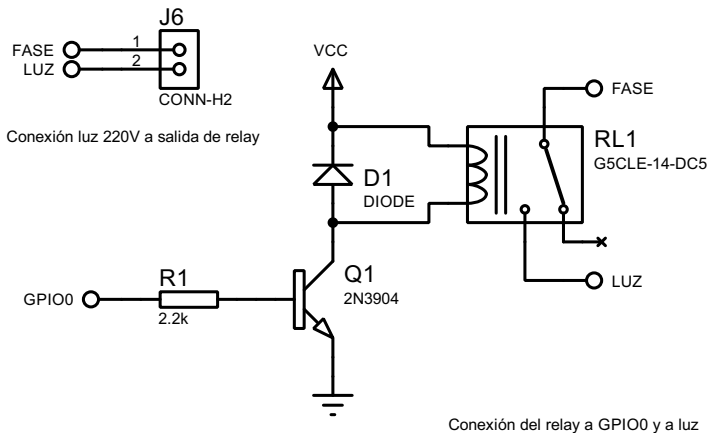 J6
FASE
1
LUZ
2
CONN-H2
Conexión luz 220V a salida de relay
VCC
FASE
RL1
G5CLE-14-DC5
D1
DIODE
LUZ
GPIO0
R1
2.2k
Q1
2N3904
Conexión del relay a GPIO0 y a luz